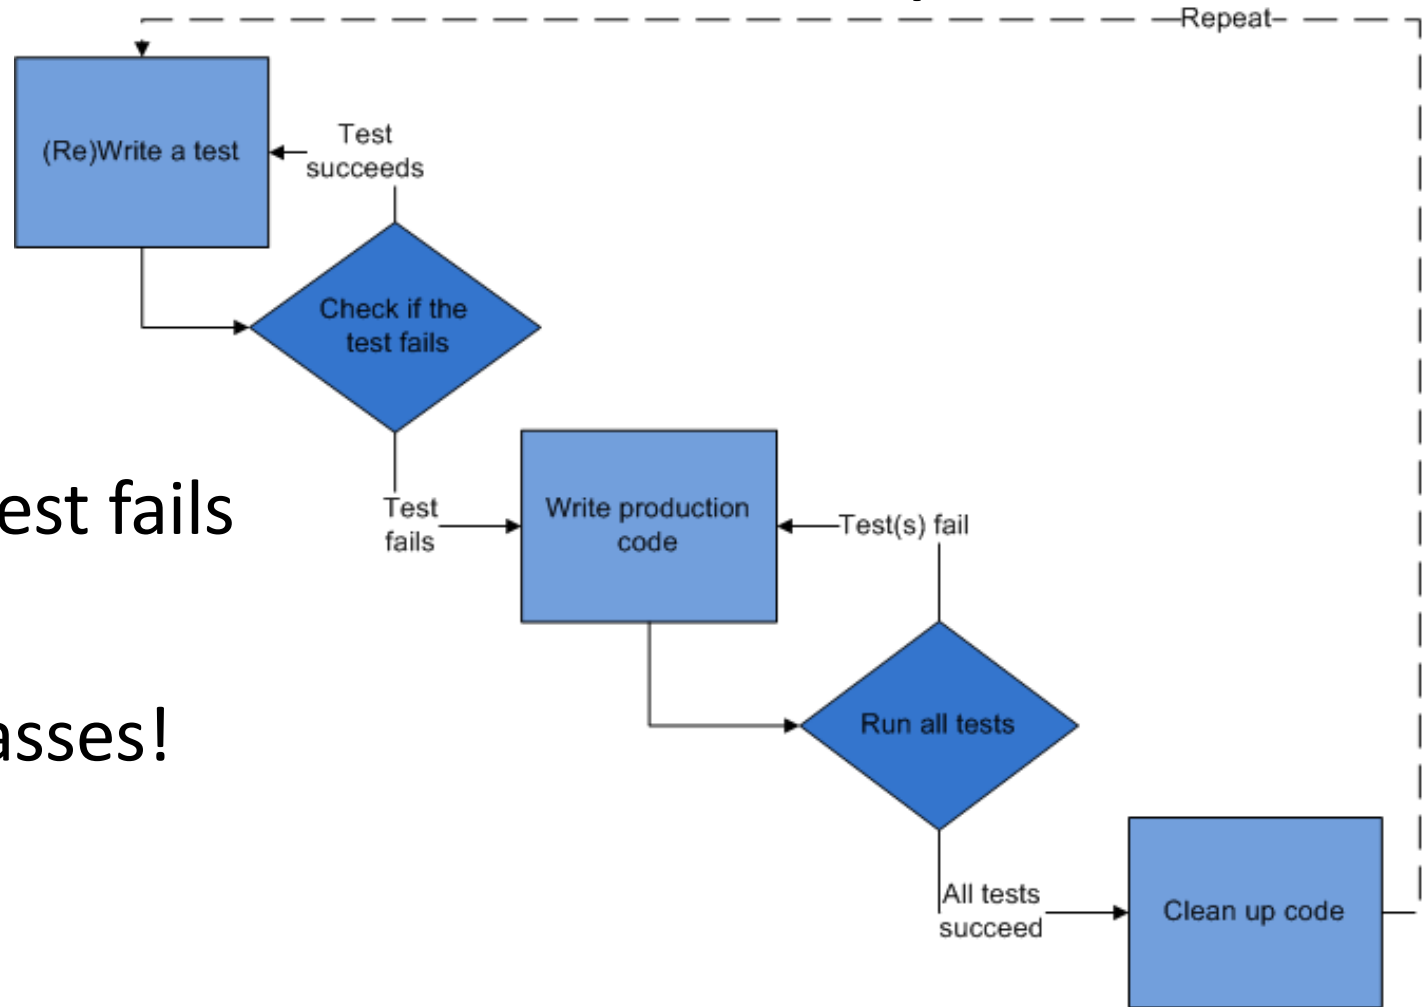 Repeat
(Re)Write a test
Test
succeeds
Check if the
test fails
est fails
Test
fails
Write production
code
Test(s) fail
asses!
Run all tests
All tests
succeed
Clean up code